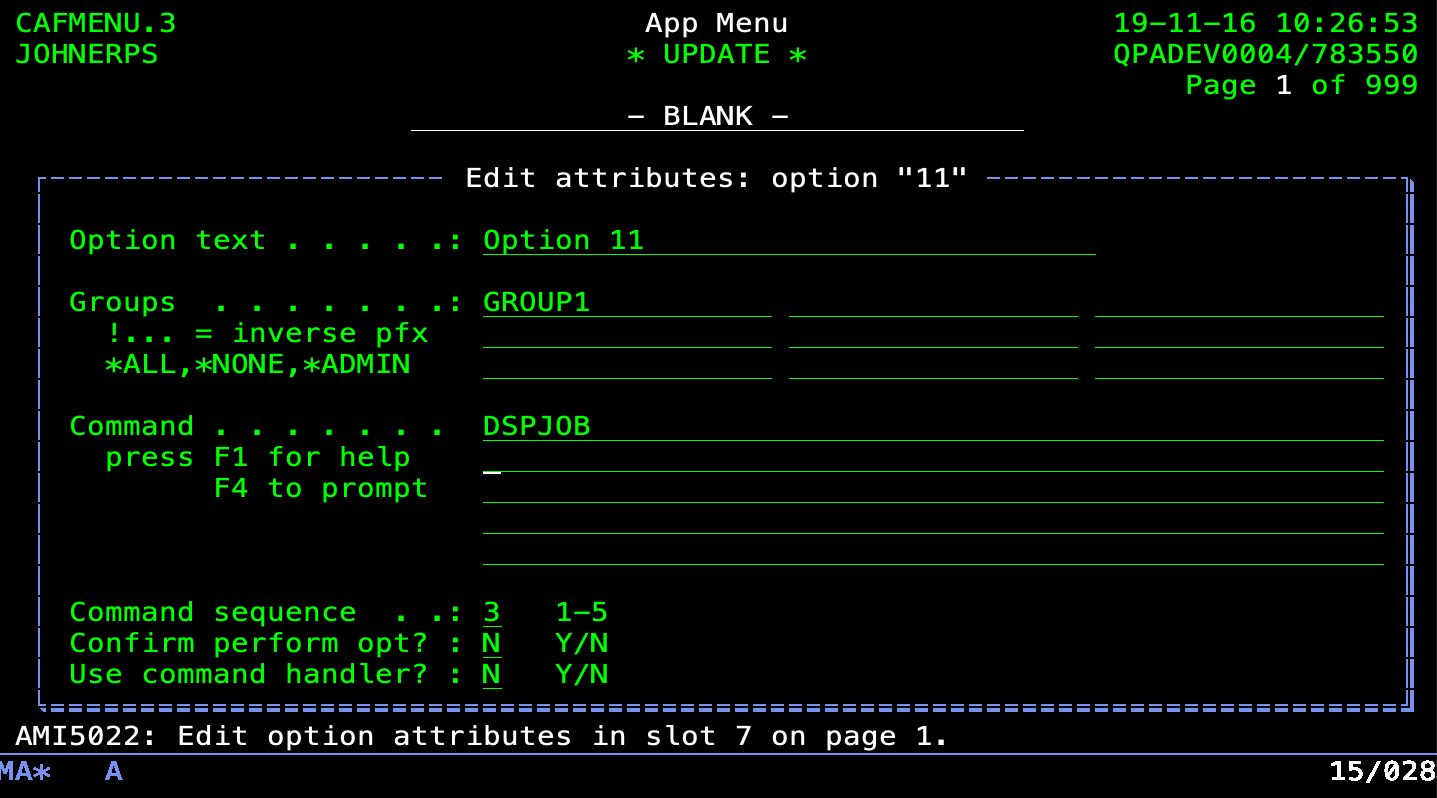 CAFMENU.3 App Menu 19-11-16 10:26:53
JOHNERPS * UPDATE * QPADEV0004/783550
Page 1 of 999
- BLANK -
Edit attributes: option "11"
Option text . . . . .: Option 11
Groups . . . . . . .: GROUP1
!... = inverse pfx
*ALL,*NONE,*ADMIN
Command . . . . . . . DSPJOB
press F1 for help
F4 to prompt
Command sequence . .: 3 1-5
Confirm perform opt? : N Y/N
Use command handler? : N Y/N
AMI5022: Edit option attributes in slot 7 on page 1.
MA* A 15/028